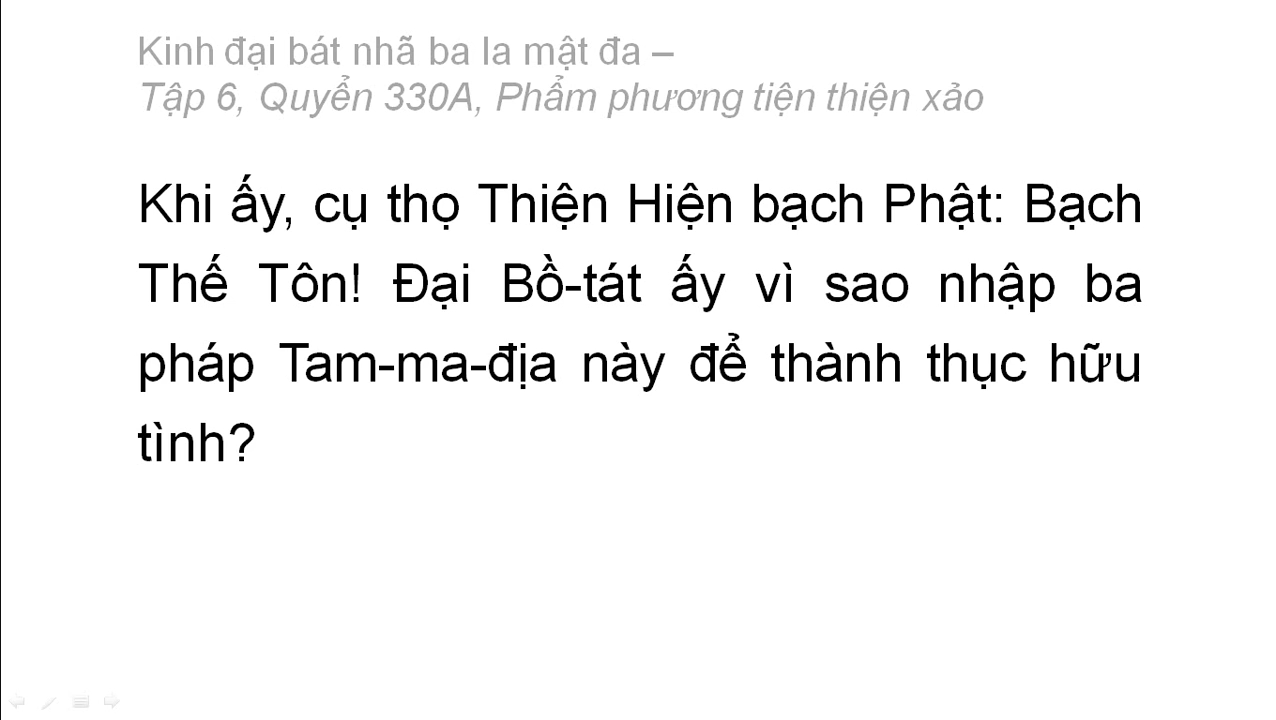 Kinh đại bát nhã ba la mật đa –
Tập 6, Quyển 330A, Phẩm phương tiện thiện xảo
Khi ấy, cụ thọ Thiện Hiện bạch Phật: Bạch
Thế Tôn! Đại Bồ-tát ấy vì sao nhập ba
pháp Tam-ma-địa này để thành thục hữu
tình?